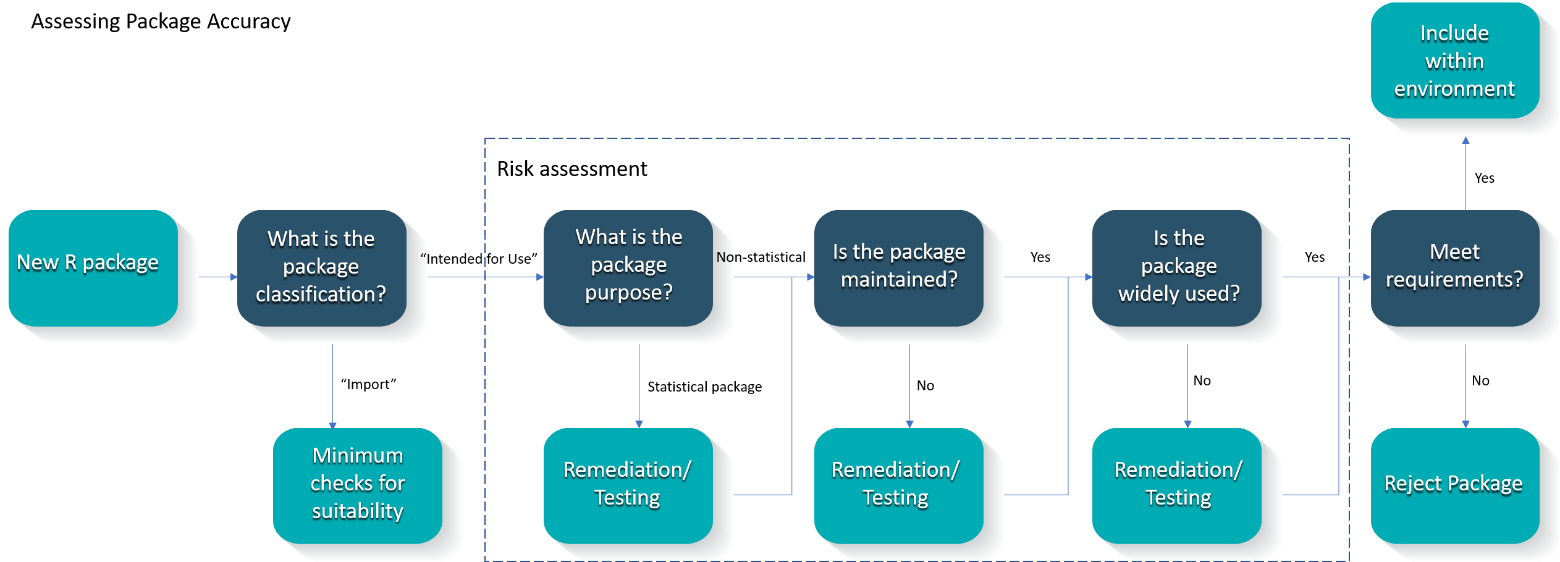 Assessing Package Accuracy
Include
within
environment
Yes
Risk assessment
New R package
What is the
package
classification?
“Intended for Use”
What is the
package
purpose?
Non-statistical
Is the package
maintained?
Yes
Is the
package
widely used?
Yes
Meet
requirements?
“Import”
Statistical package
No
No
No
Minimum
checks for
suitability
Remediation/
Testing
Remediation/
Testing
Remediation/
Testing
Reject Package